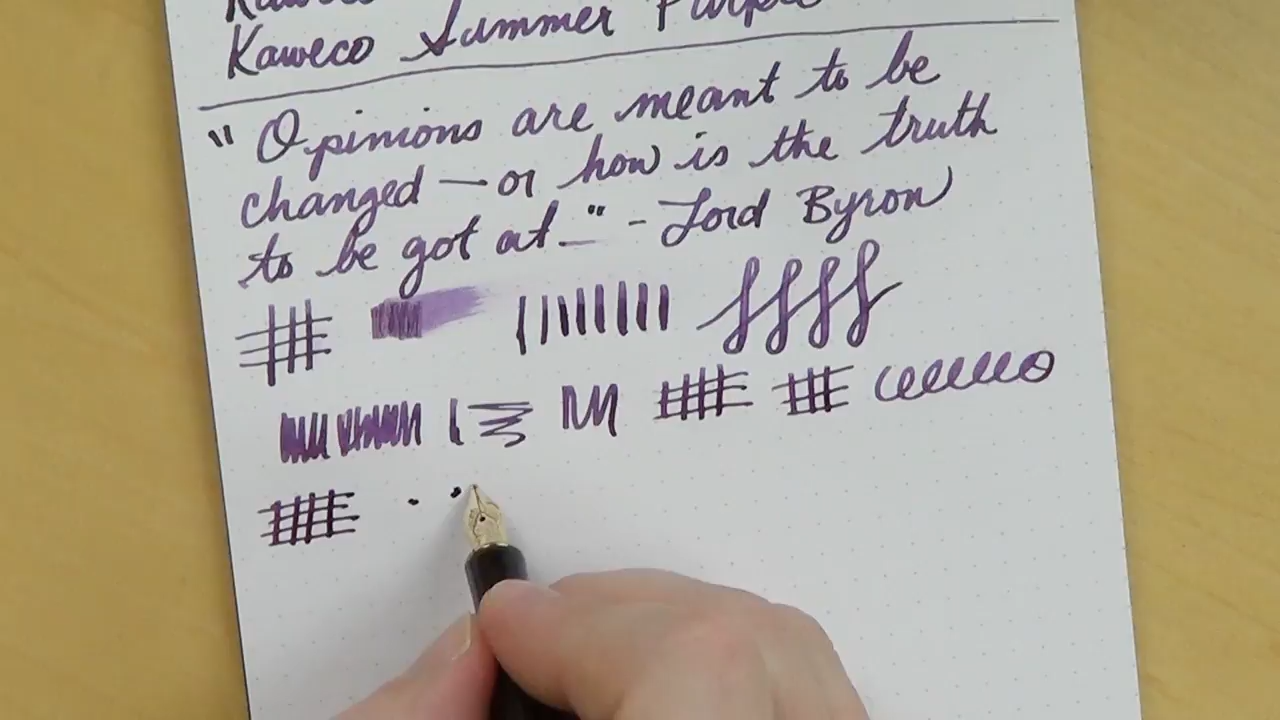 Kaweco
Kaweco Summer Purple
"Opinions are meant to be
changed — or how is the truth
to be got at..." - Lord Byron